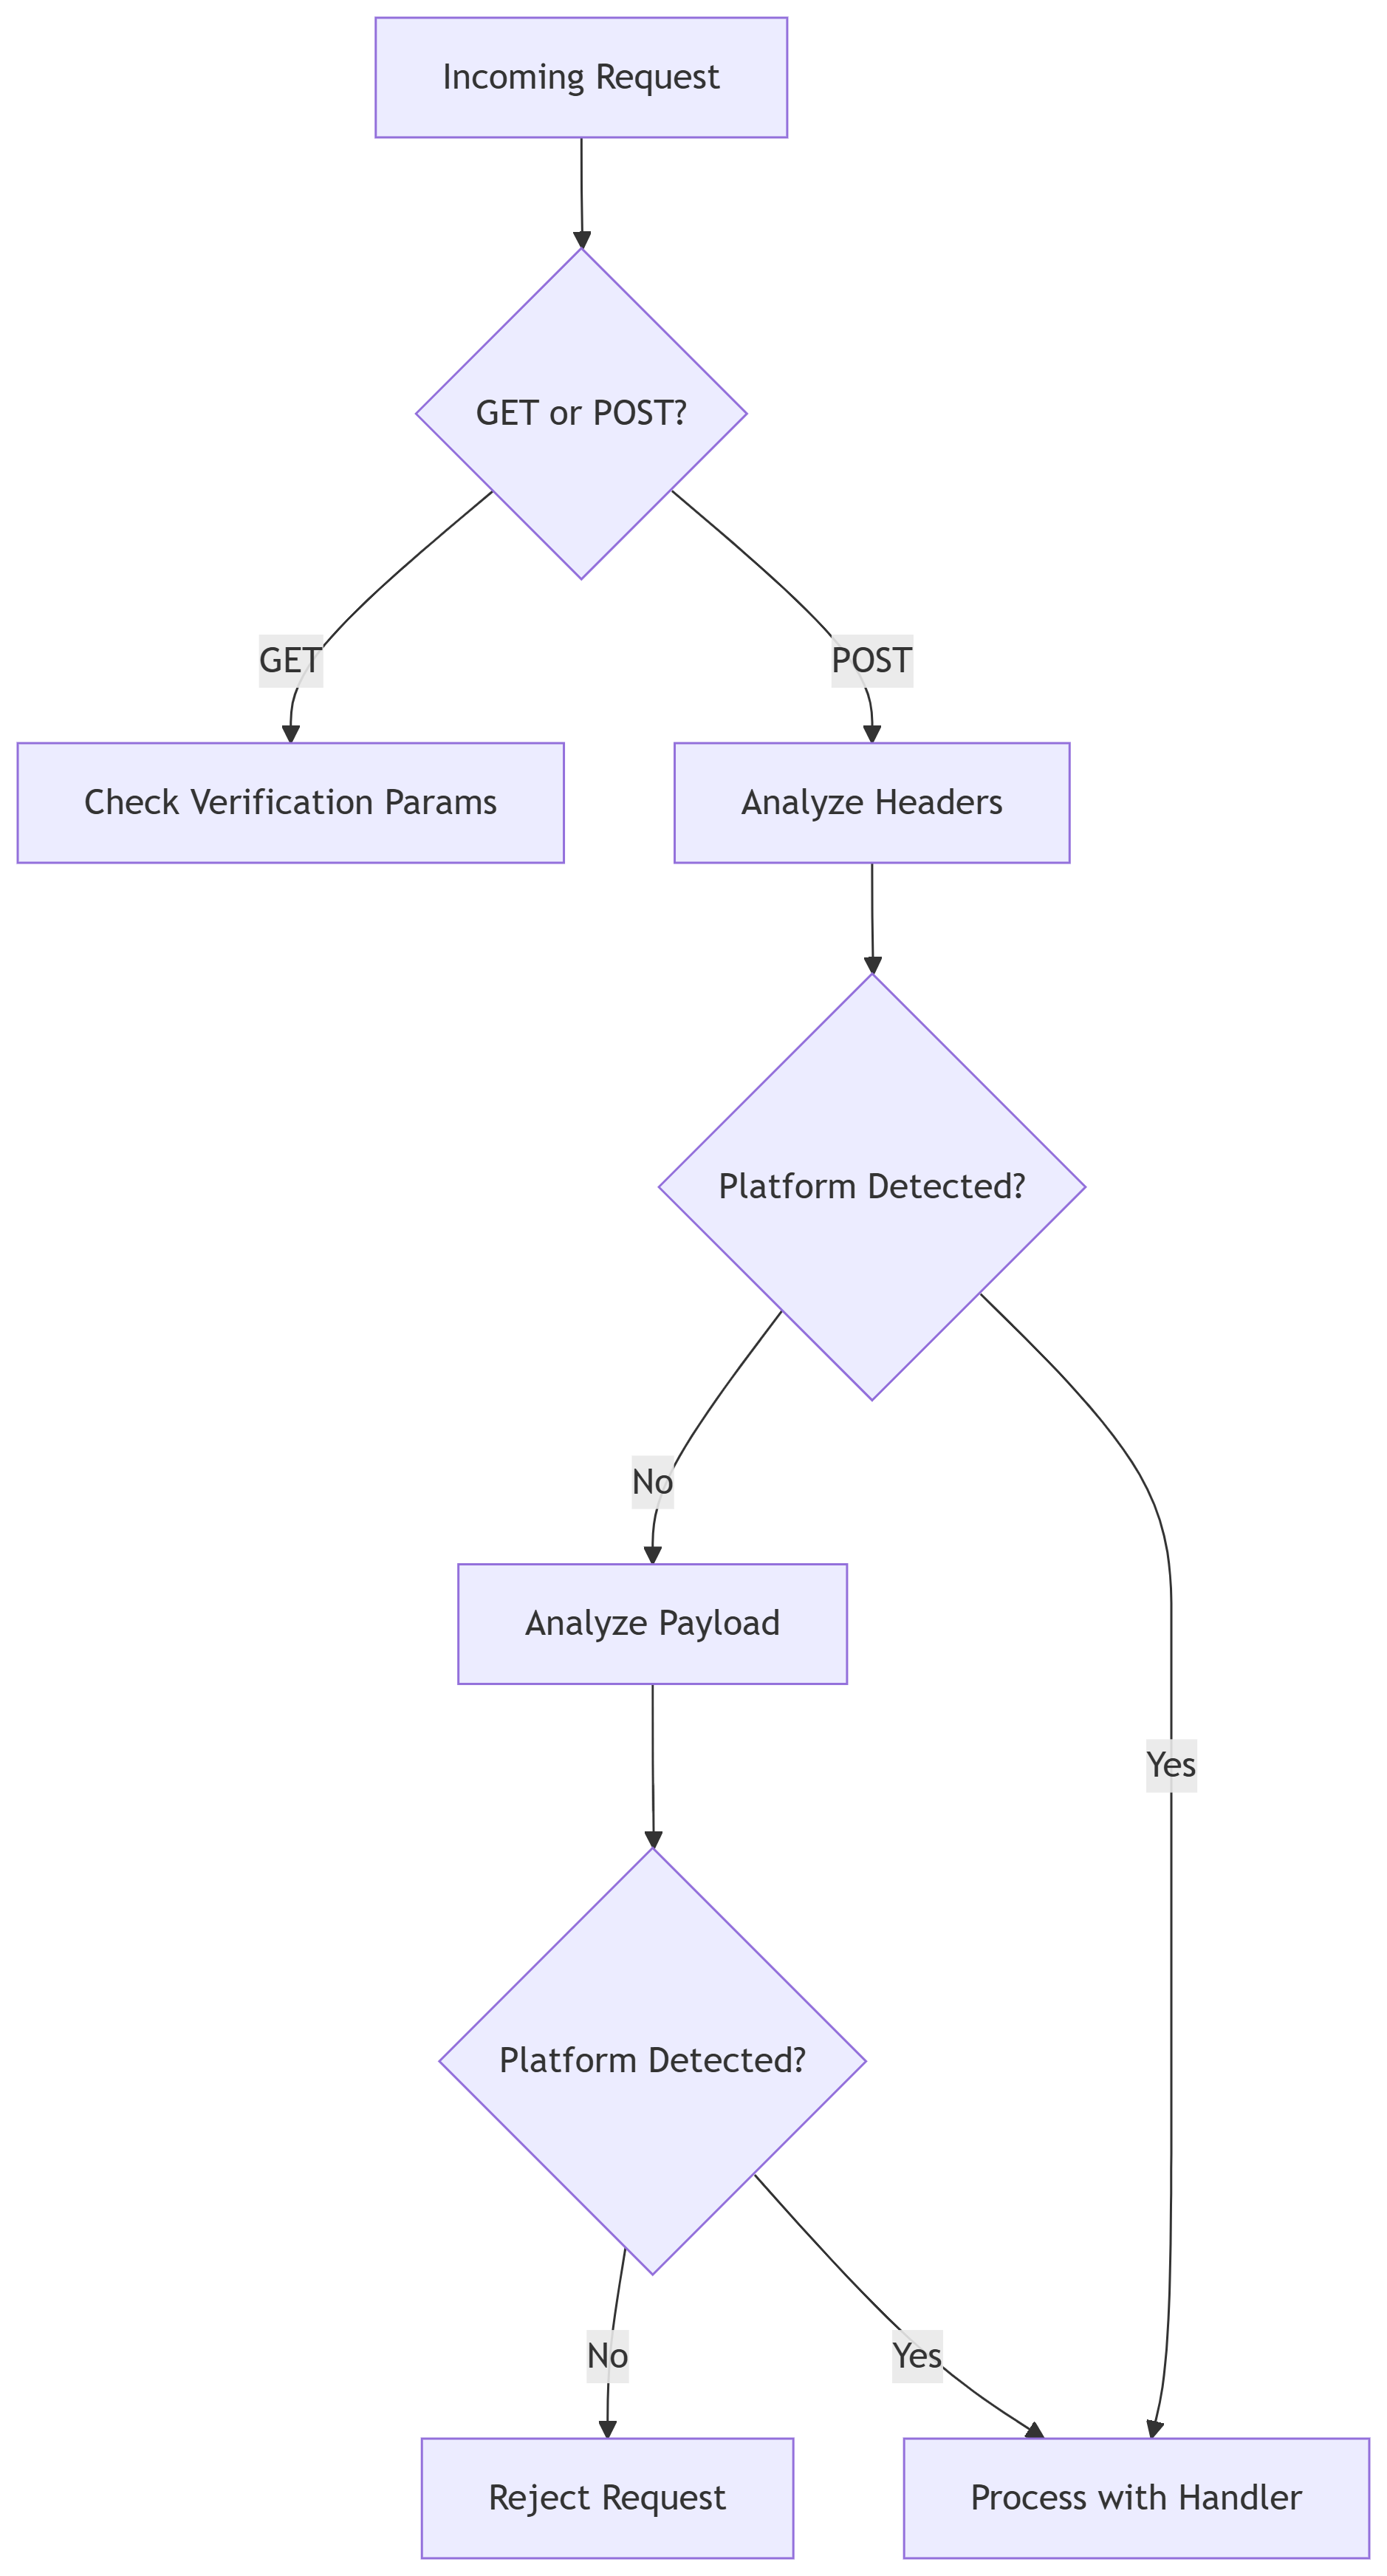 Incoming Request
GET or POST?
GET
POST
Check Verification Params
Analyze Headers
Platform Detected?
No
Analyze Payload
Yes
Platform Detected?
No
Yes
Reject Request
Process with Handler